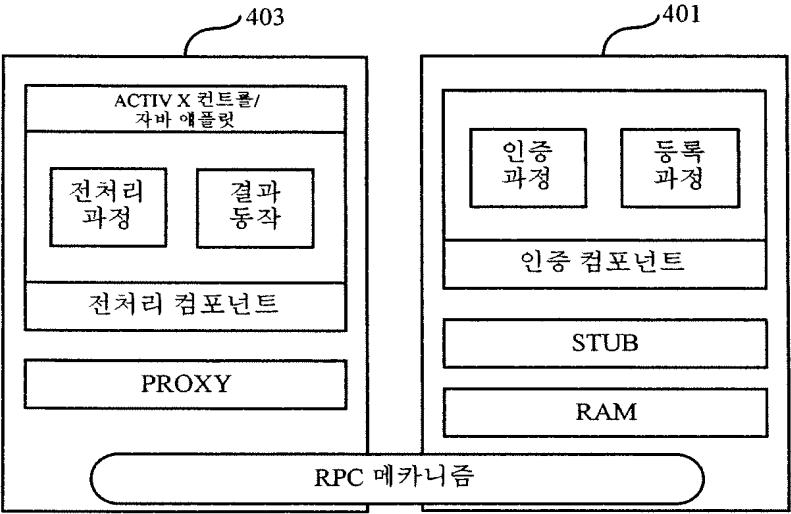 403
401
ACTIV X 컨트롤/
자바 애플릿
전처리
과정
결과
동작
전처리 컴포넌트
PROXY
인증
과정
등록
과정
인증 컴포넌트
STUB
RAM
RPC 메카니즘